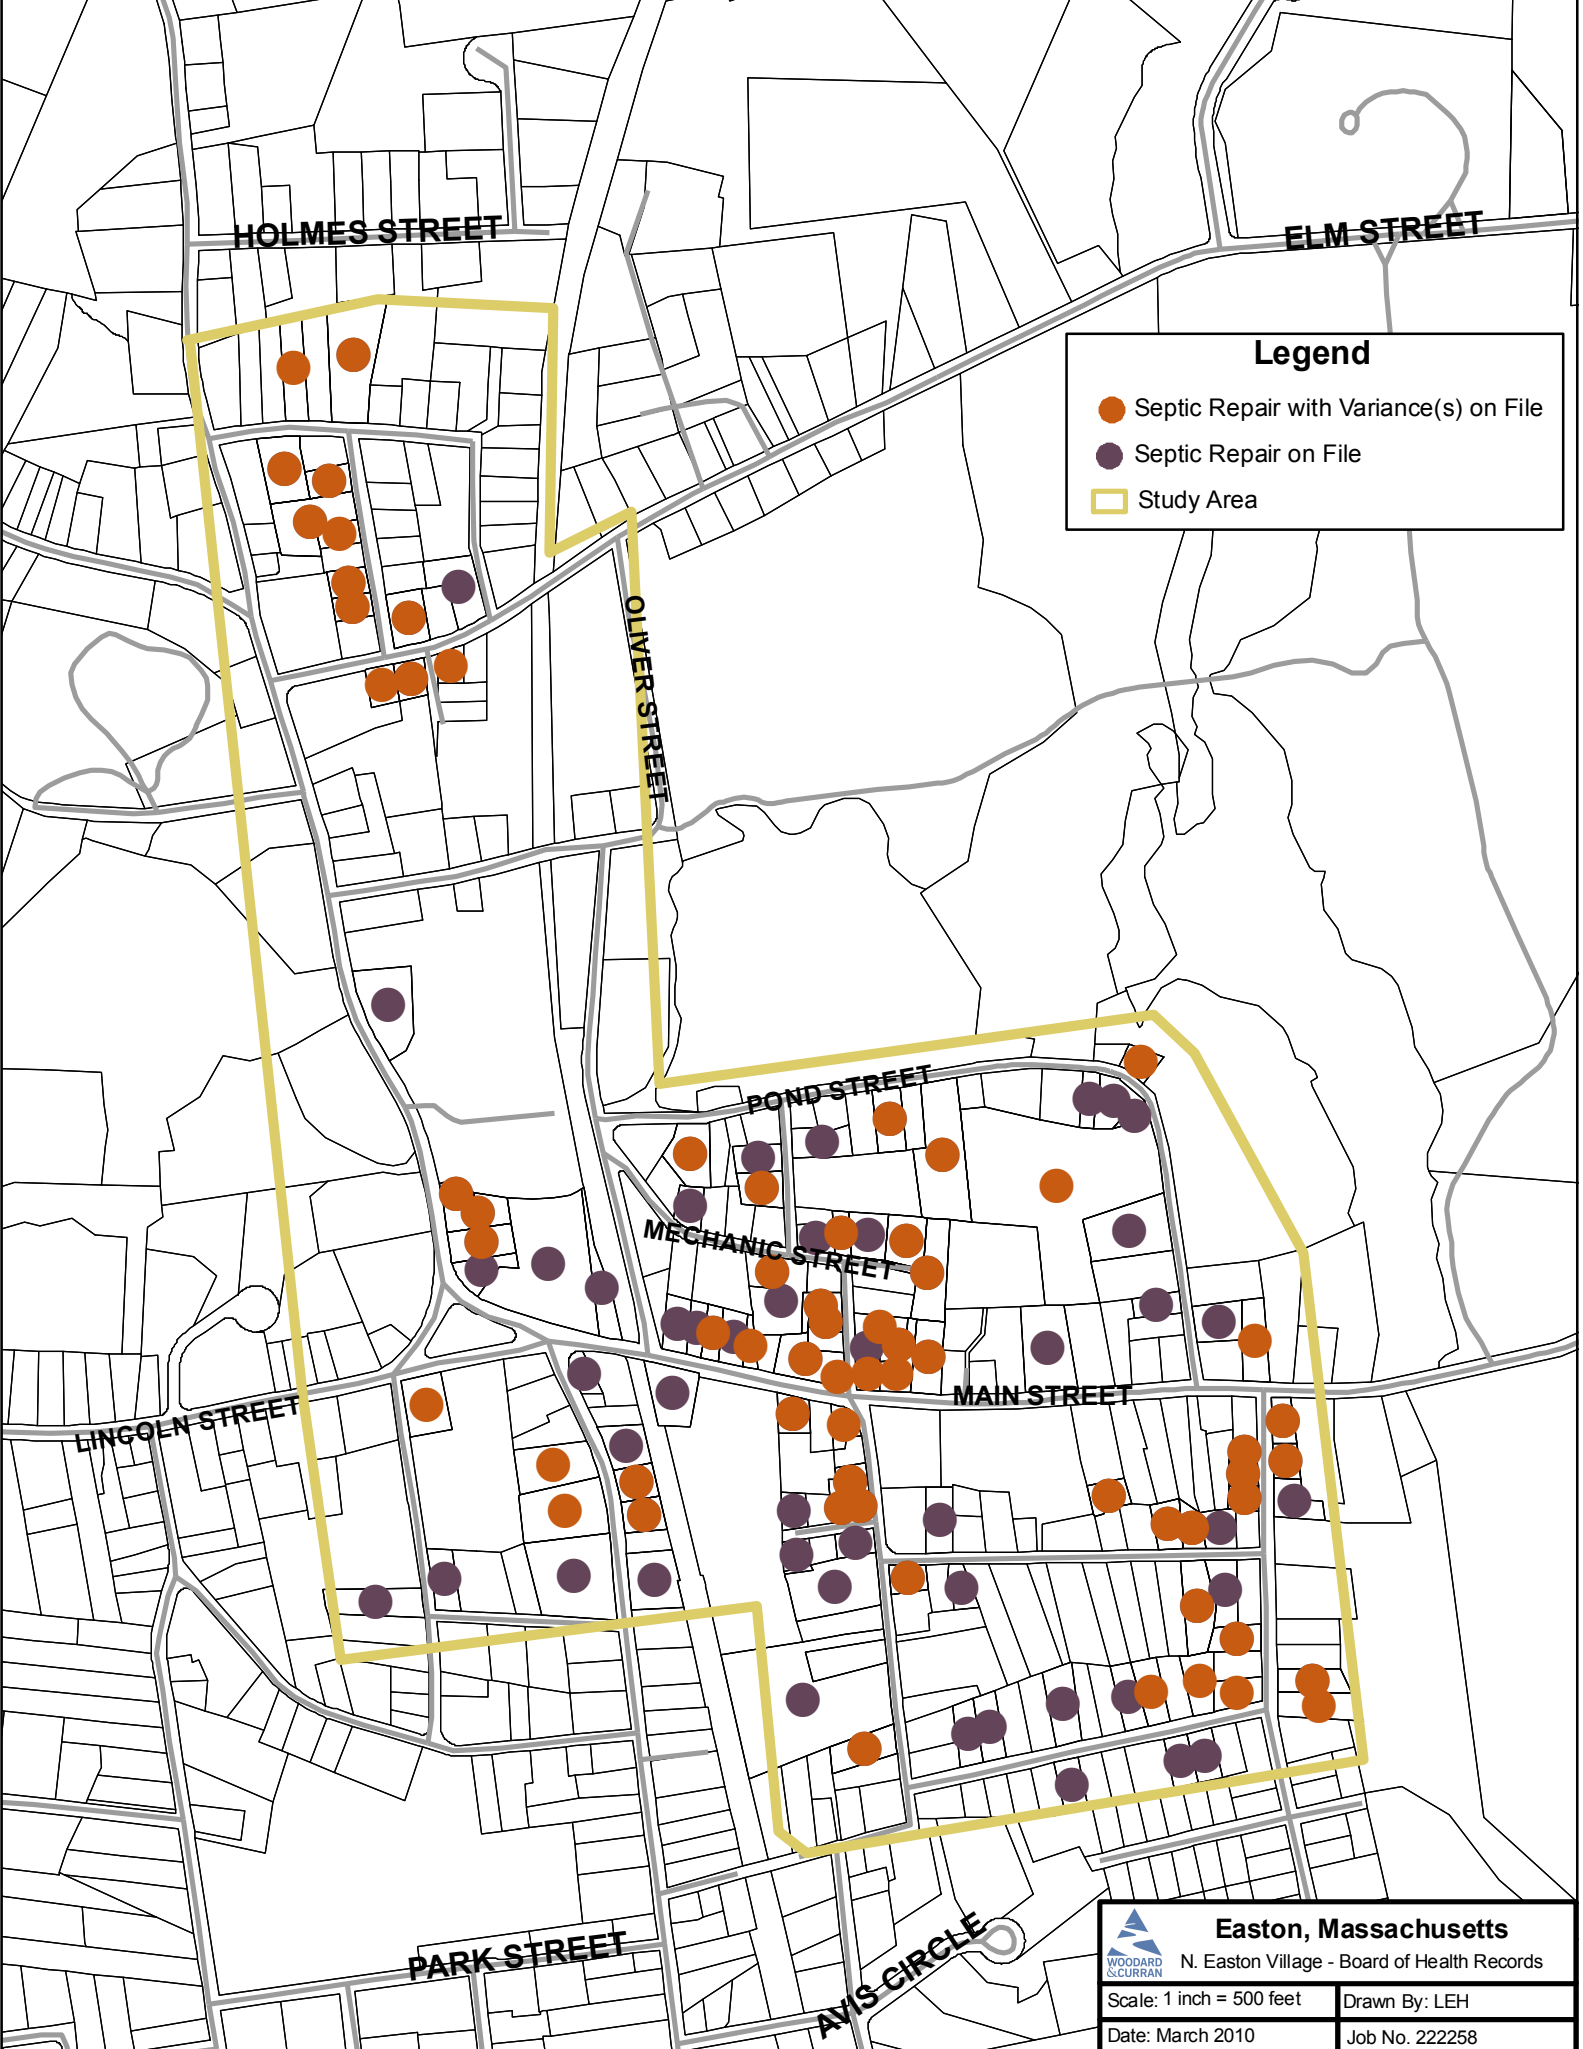 HOLMES STREET
ELM STREET
Legend
Septic Repair with Variance(s) on File
Septic Repair on File
Study Area
OLIVER STREET
POND STREET
MECHANIC STREET
MAIN STREET
LINCOLN STREET
PARK STREET
AVIS CIRCLE
WOODARD
&CURRAN
Easton, Massachusetts
N. Easton Village - Board of Health Records
Scale: 1 inch = 500 feet
Drawn By: LEH
Date: March 2010
Job No. 222258